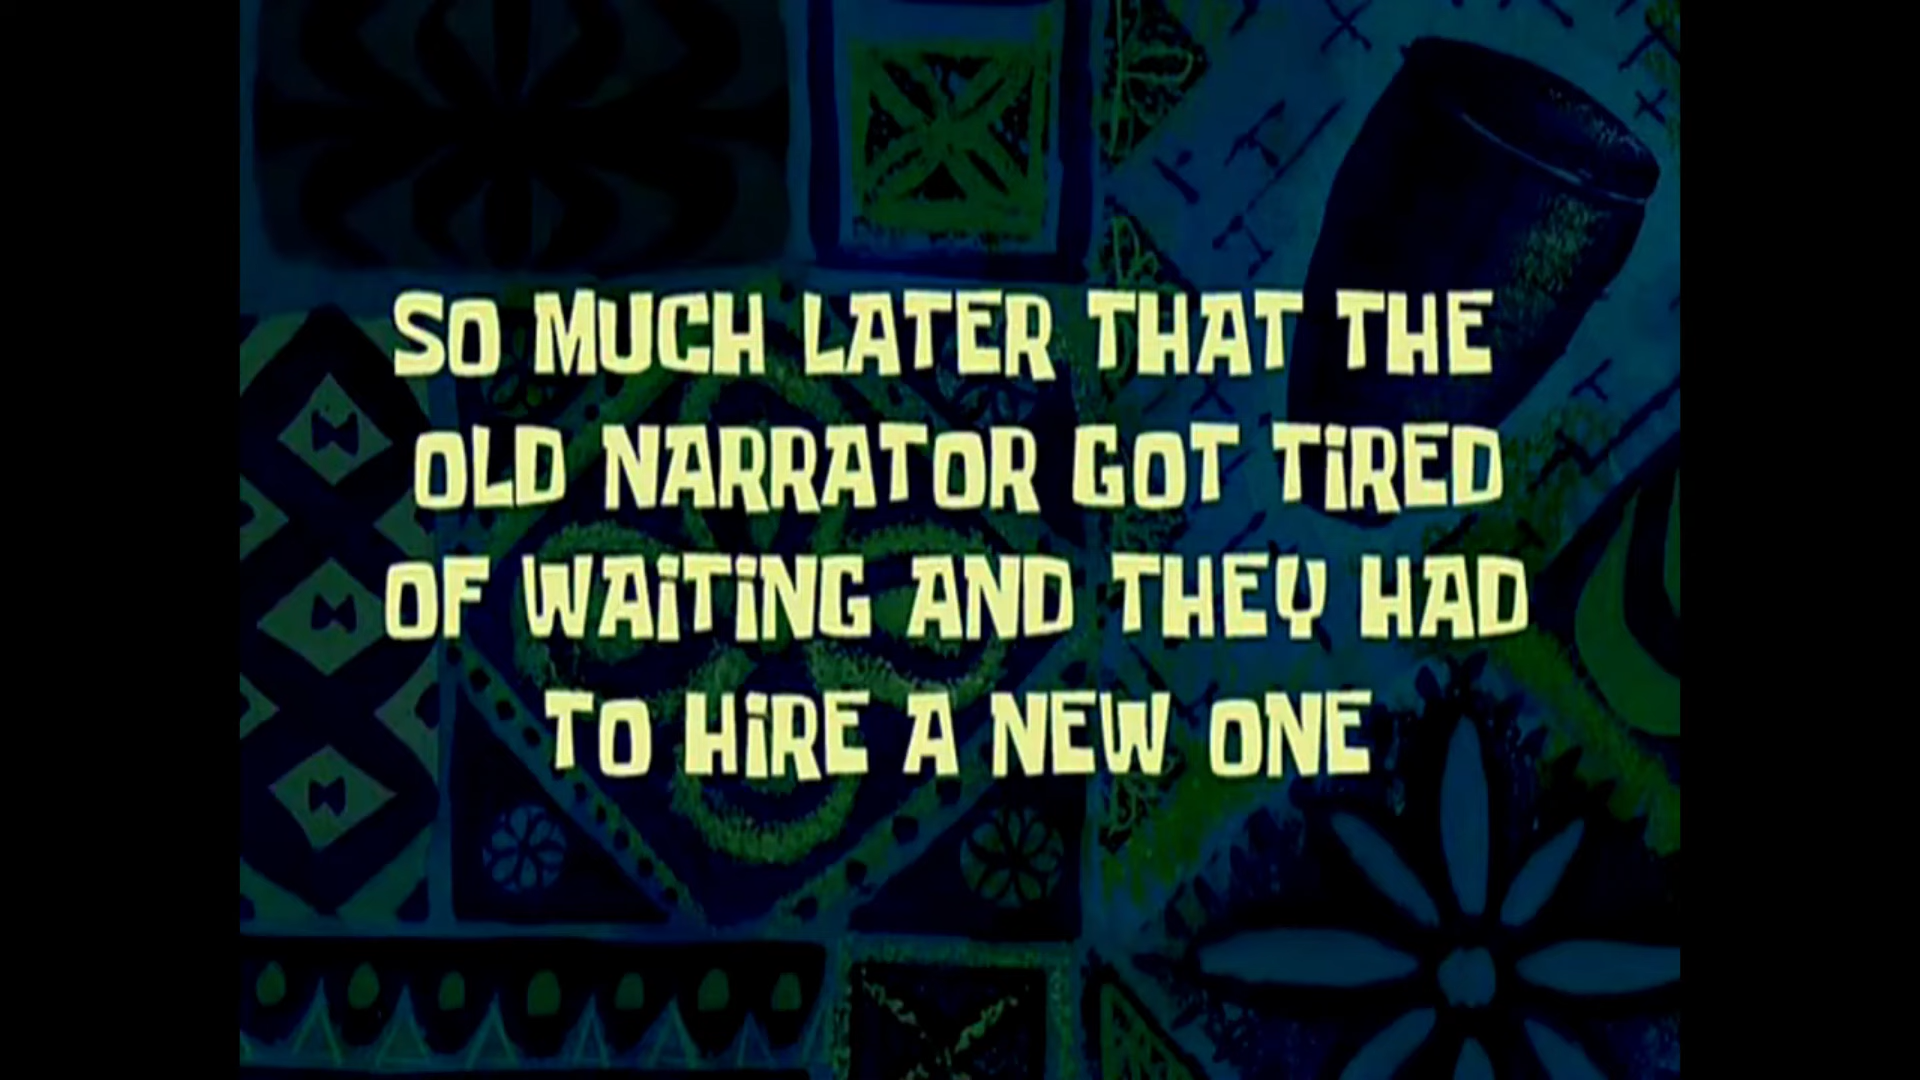 SO MUCH LATER THAT THE
OLD NARRATOR GOT TiRED
OF WAiTiNG AND THEY HAD
TO HiRE A NEW ONE